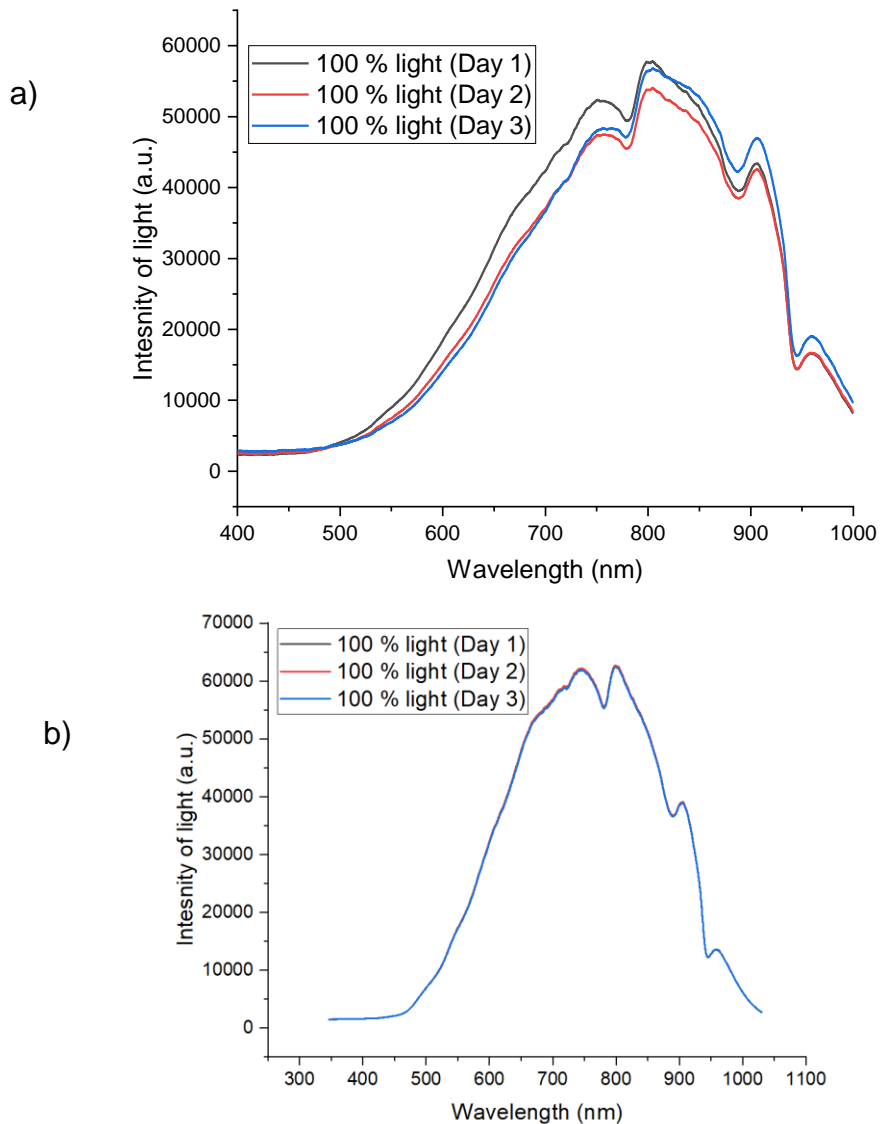 a)
60000
50000
40000
30000
20000
10000
0
Intesnity of light (a.u.)
100 % light (Day 1)
100 % light (Day 2)
100 % light (Day 3)
400 500 600 700 800 900 1000
Wavelength (nm)
b)
70000
60000
50000
40000
30000
20000
10000
0
Intesnity of light (a.u.)
100 % light (Day 1)
100 % light (Day 2)
100 % light (Day 3)
300 400 500 600 700 800 900 1000 1100
Wavelength (nm)